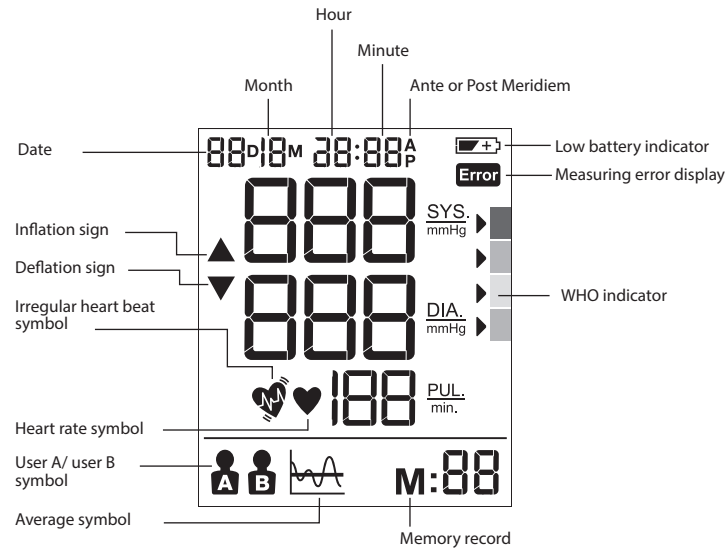 Hour
Minute
Month
Ante or Post Meridiem
Date
88D18M 28:88 A
P
Low battery indicator
Error
Measuring error display
888
SYS.
mmHg
Inflation sign
Deflation sign
WHO indicator
Irregular heart beat
symbol
888
DIA.
mmHg
188
PUL.
min.
Heart rate symbol
User A/ user B
symbol
A B
M:88
Average symbol
Memory record